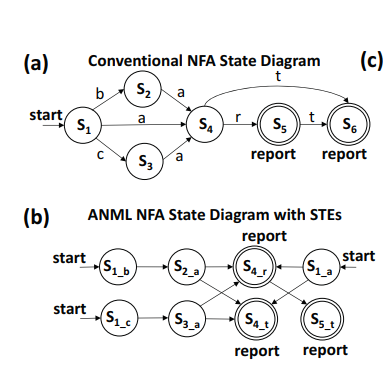 (a) Conventional NFA State Diagram (c)
t
b S2 a
start S1 a S4 r S5 t S6
c S3 a
report report
(b) ANML NFA State Diagram with STEs
report
start S1_b S2_a S4_r S1_a start
start S1_c S3_a S4_t S5_t
report report